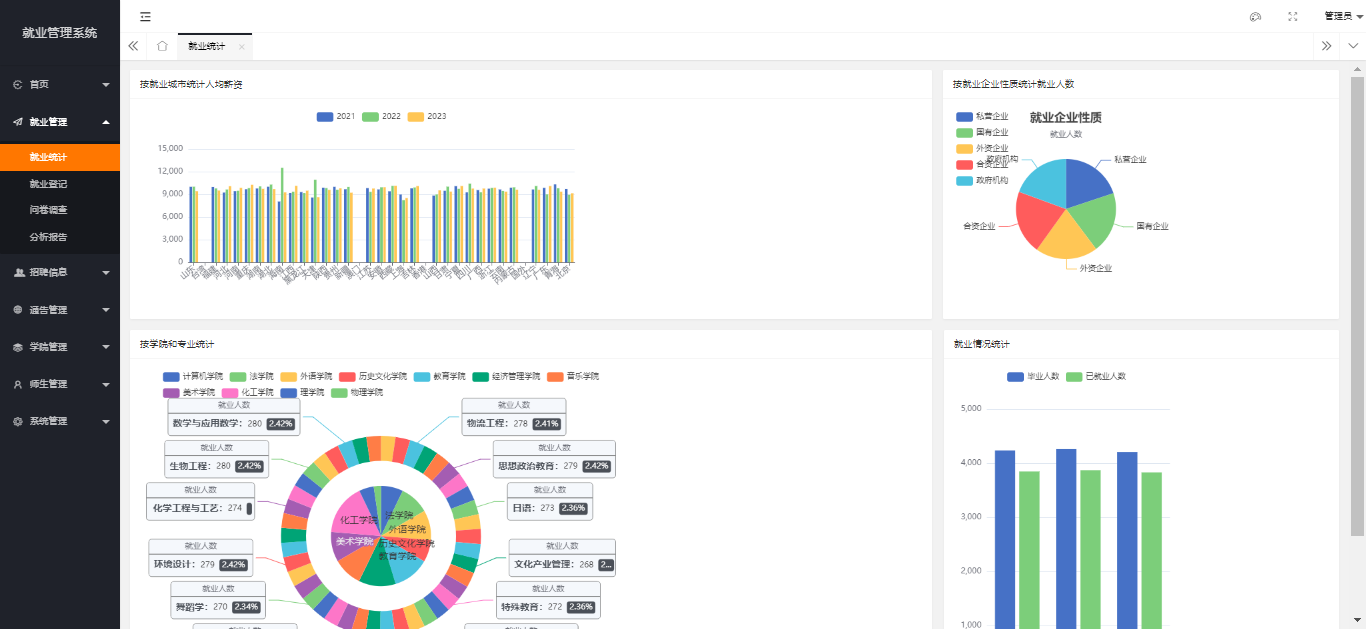 就业管理系统
管理员
首页
就业管理
就业统计
就业登记
问卷调查
分析报告
招聘信息
通告管理
学院管理
师生管理
系统管理
就业统计
按就业城市统计人均薪资
2021 2022 2023
15,000
12,000
9,000
6,000
3,000
0
按就业企业性质统计就业人数
私营企业
国有企业
外资企业
合资企业
政府机构
就业企业性质
就业人数
政府机构
私营企业
合资企业
国有企业
外资企业
按学院和专业统计
计算机学院 法学院 外语学院 历史文化学院 教育学院 经济管理学院 音乐学院
美术学院 化工学院 理学院 物理学院
就业人数
数学与应用数学: 280 2.42%
就业人数
物流工程: 278 2.41%
就业人数
生物工程: 280 2.42%
就业人数
思想政治教育: 279 2.42%
就业人数
化学工程与工艺: 274
就业人数
日语: 273 2.36%
化工学院
法学院
外语学院
美术学院
历史文化学院
教育学院
就业人数
环境设计: 279 2.42%
就业人数
文化产业管理: 268 2...
就业人数
舞蹈学: 270 2.34%
就业人数
特殊教育: 272 2.36%
就业情况统计
毕业人数 已就业人数
5,000
4,000
3,000
2,000
1,000